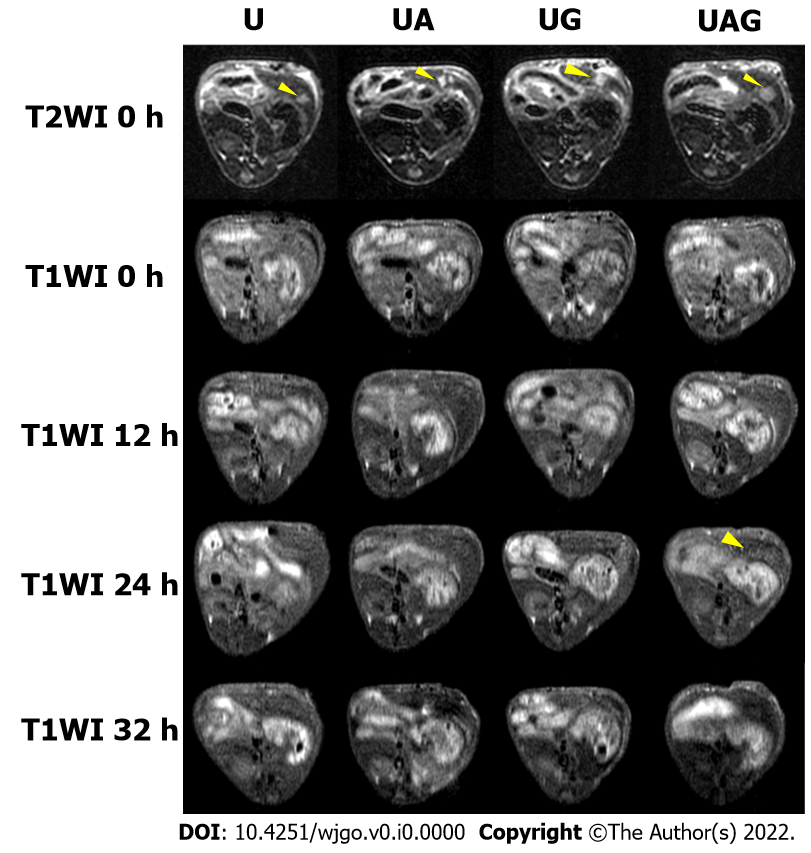 U UA UG UAG
T2WI 0 h
T1WI 0 h
T1WI 12 h
T1WI 24 h
T1WI 32 h
DOI: 10.4251/wjgo.v0.i0.0000 Copyright ©The Author(s) 2022.